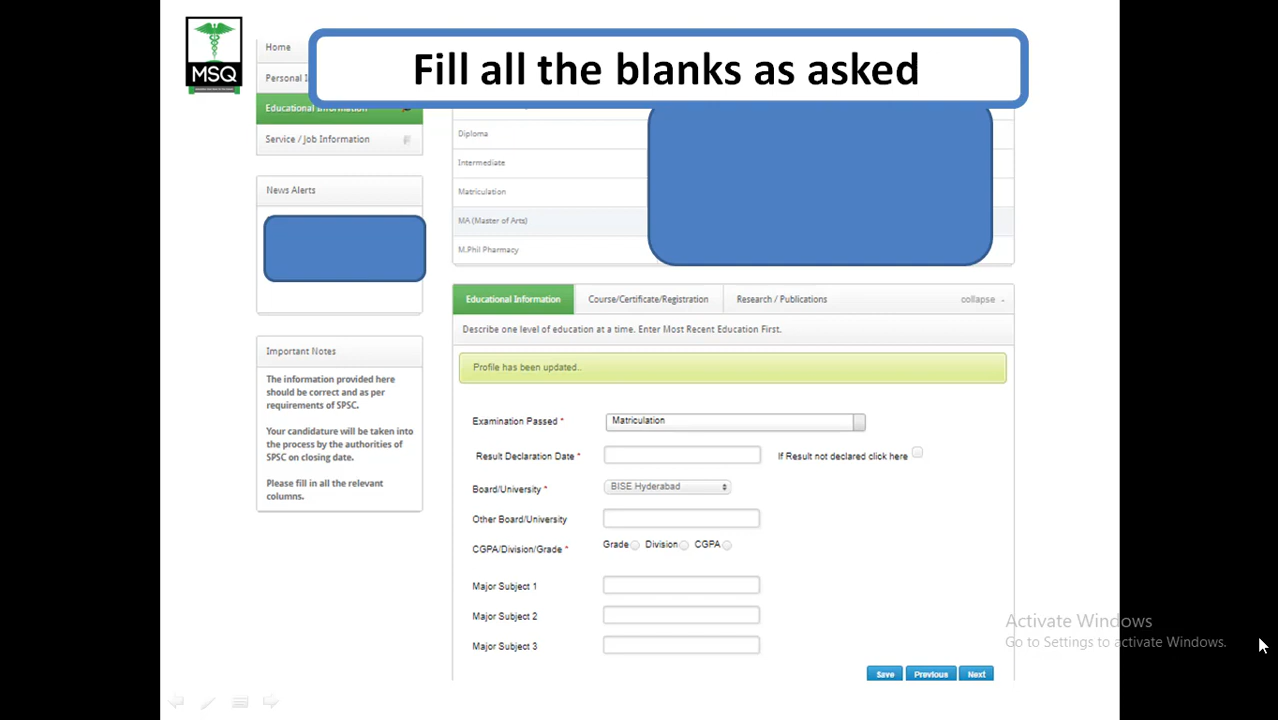 MSQ
Fill all the blanks as asked
Home
Personal I
Educational Information
Service / Job Information
News Alerts
Important Notes
The information provided here
should be correct and as per
requirements of SPSC.
Your candidature will be taken into
the process by the authorities of
SPSC on closing date.
Please fill in all the relevant
columns.
Diploma
Intermediate
Matriculation
MA (Master of Arts)
M.Phil Pharmacy
Educational Information Course/Certificate/Registration Research / Publications collapse -
Describe one level of education at a time. Enter Most Recent Education First.
Profile has been updated..
Examination Passed * Matriculation
Result Declaration Date * If Result not declared click here
Board/University * BISE Hyderabad
Other Board/University
CGPA/Division/Grade * Grade Division CGPA
Major Subject 1
Major Subject 2
Major Subject 3
Save Previous Next
Activate Windows
Go to Settings to activate Windows.